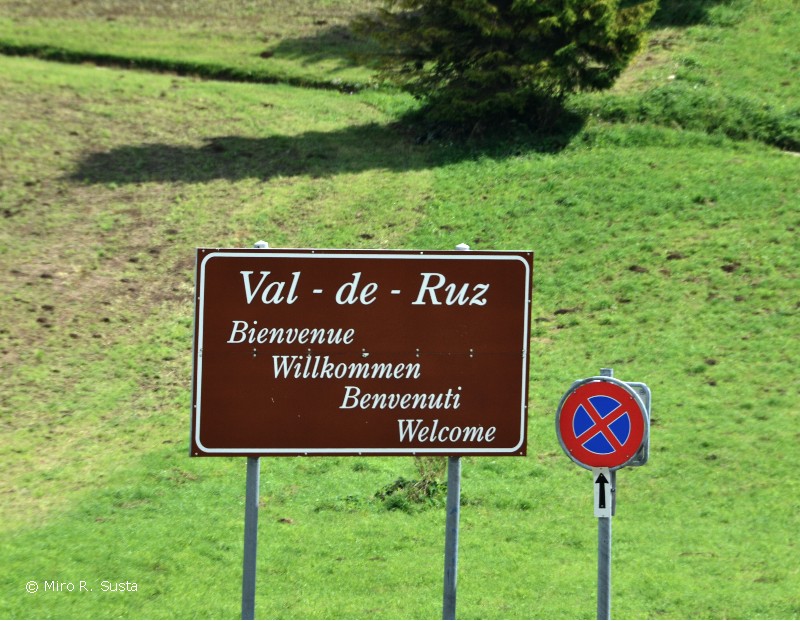 Val - de - Ruz
Bienvenue
Willkommen
Benvenuti
Welcome
© Miro R. Susta